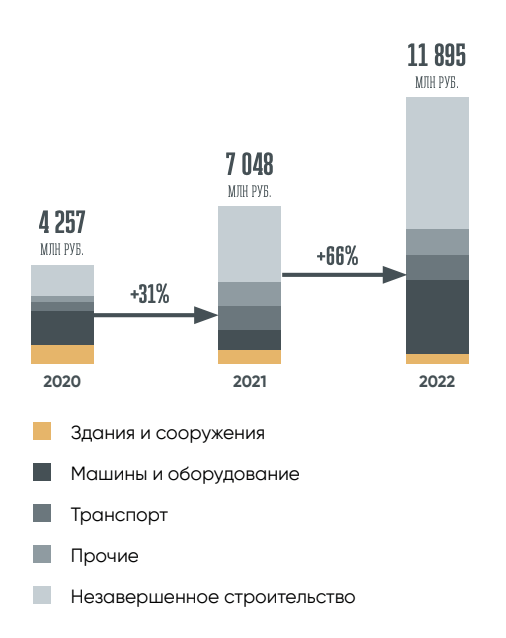 11 895
МЛН РУБ.
7 048
МЛН РУБ.
4 257
МЛН РУБ.
+66%
+31%
2020
2021
2022
Здания и сооружения
Машины и оборудование
Транспорт
Прочие
Незавершенное строительство